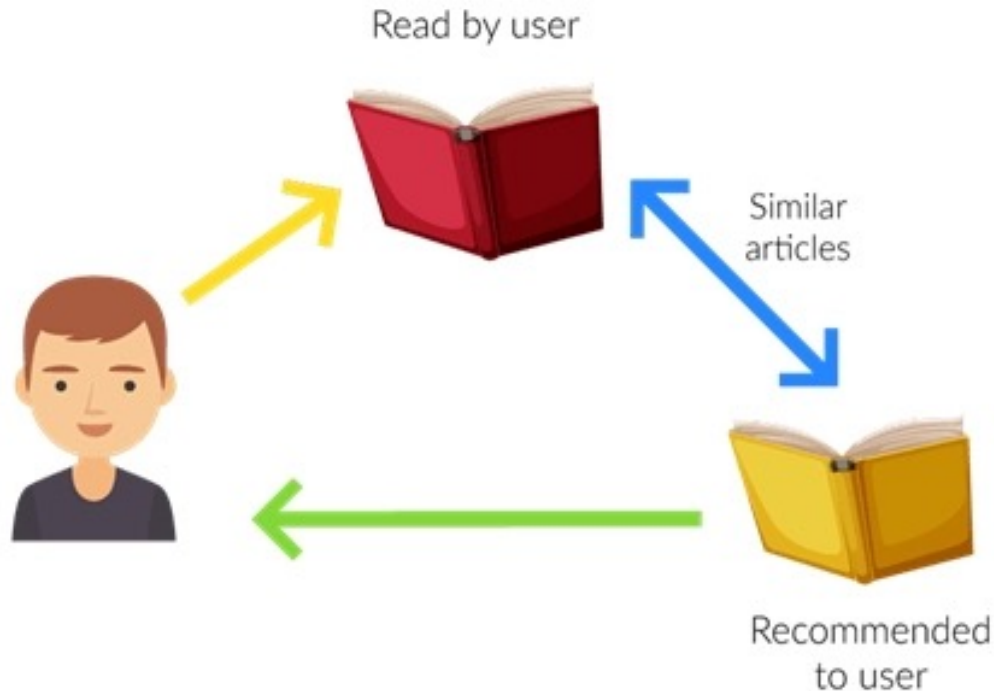 Read by user
Similar
articles
Recommended
to user